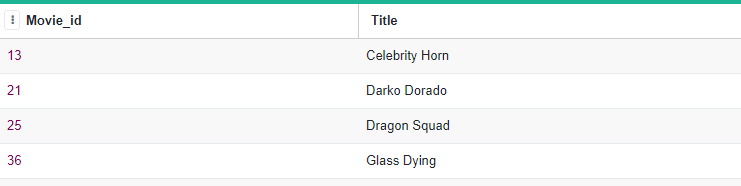 Movie_id Title
13 Celebrity Horn
21 Darko Dorado
25 Dragon Squad
36 Glass Dying